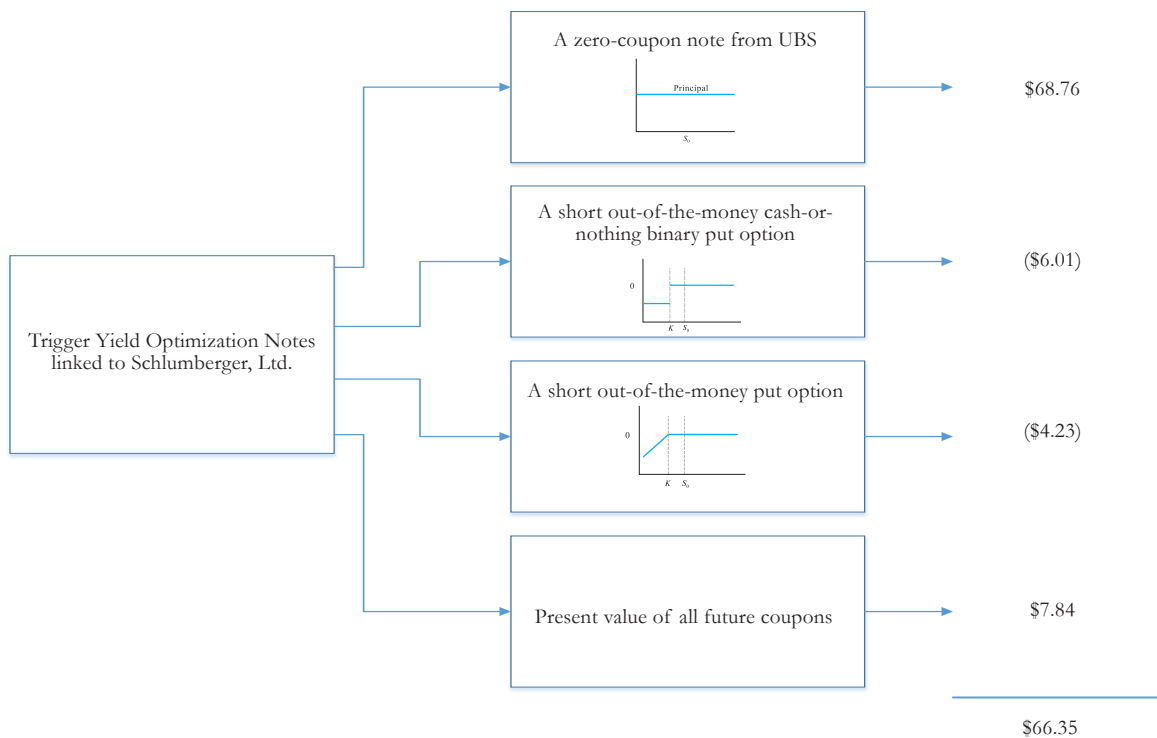 A zero-coupon note from UBS
Principal
S0
$68.76
A short out-of-the-money cash-or-
nothing binary put option
0
K S0
($6.01)
Trigger Yield Optimization Notes
linked to Schlumberger, Ltd.
A short out-of-the-money put option
0
K S0
($4.23)
Present value of all future coupons
$7.84
$66.35